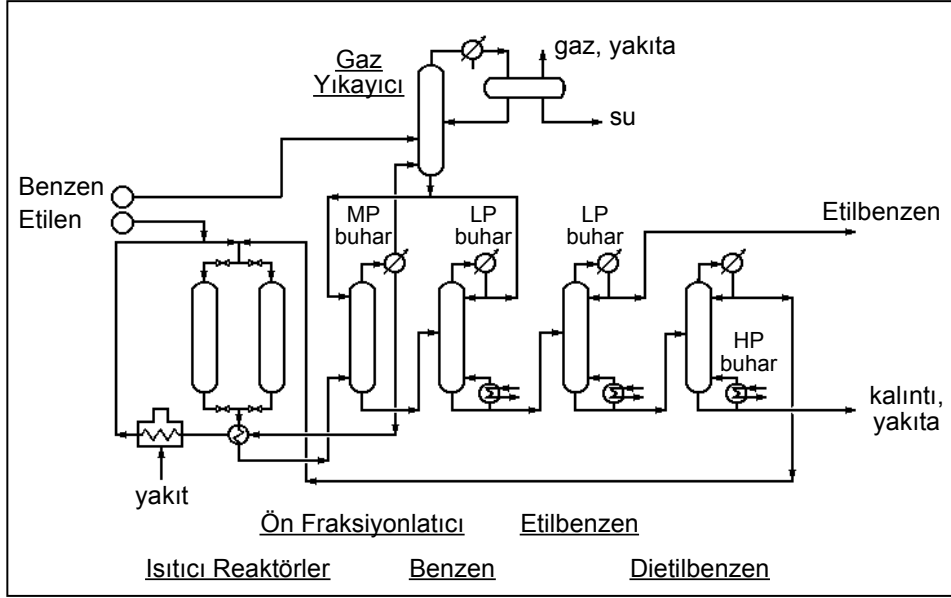 gaz, yakıta
Gaz
Yıkayıcı
su
Benzen
Etilen
MP
buhar
LP
buhar
LP
buhar
Etilbenzen
HP
buhar
kalıntı,
yakıta
yakıt
Ön Fraksiyonlatıcı
Etilbenzen
Isıtıcı Reaktörler
Benzen
Dietilbenzen